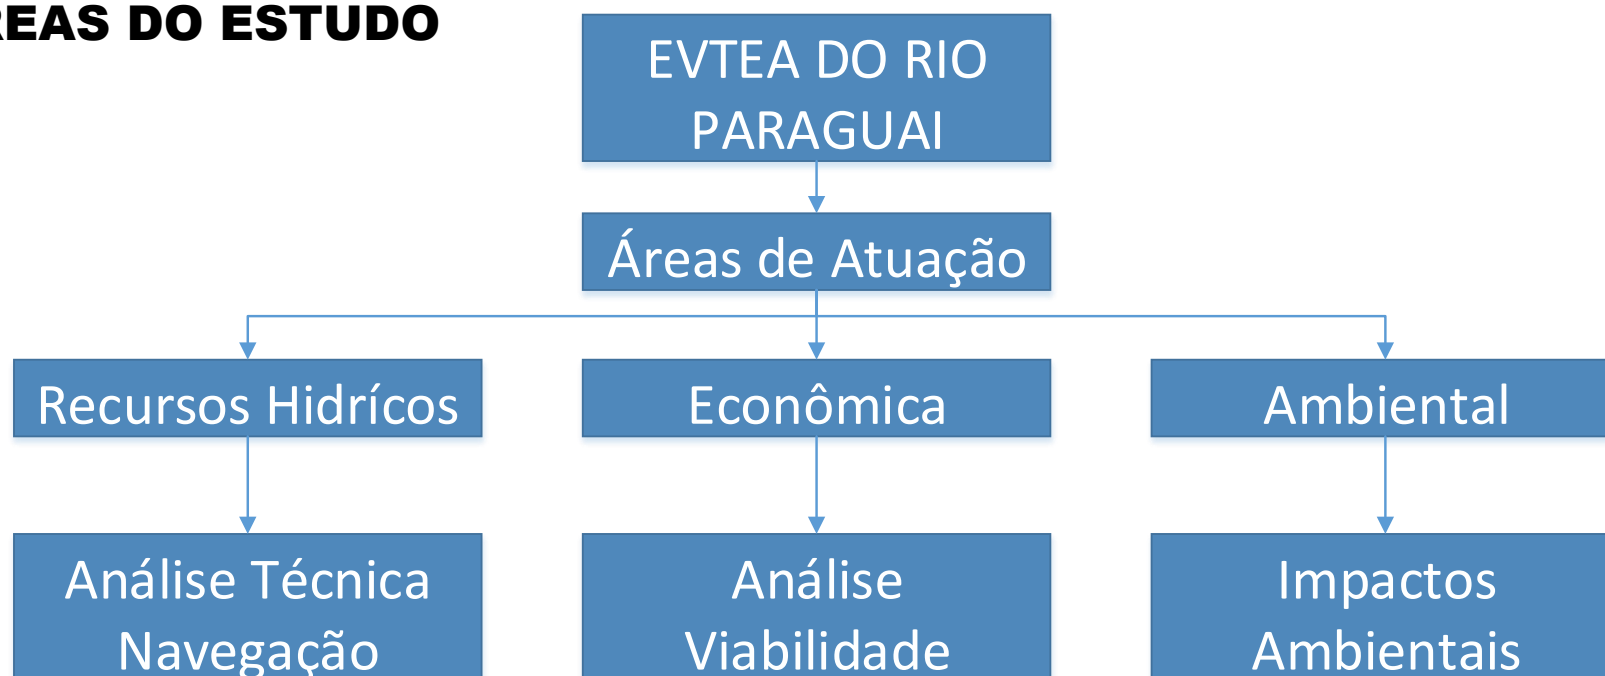 REAS DO ESTUDO
EVTEA DO RIO
PARAGUAI
Áreas de Atuação
Recursos Hidrícos
Econômica
Ambiental
Análise Técnica
Navegação
Análise
Viabilidade
Impactos
Ambientais